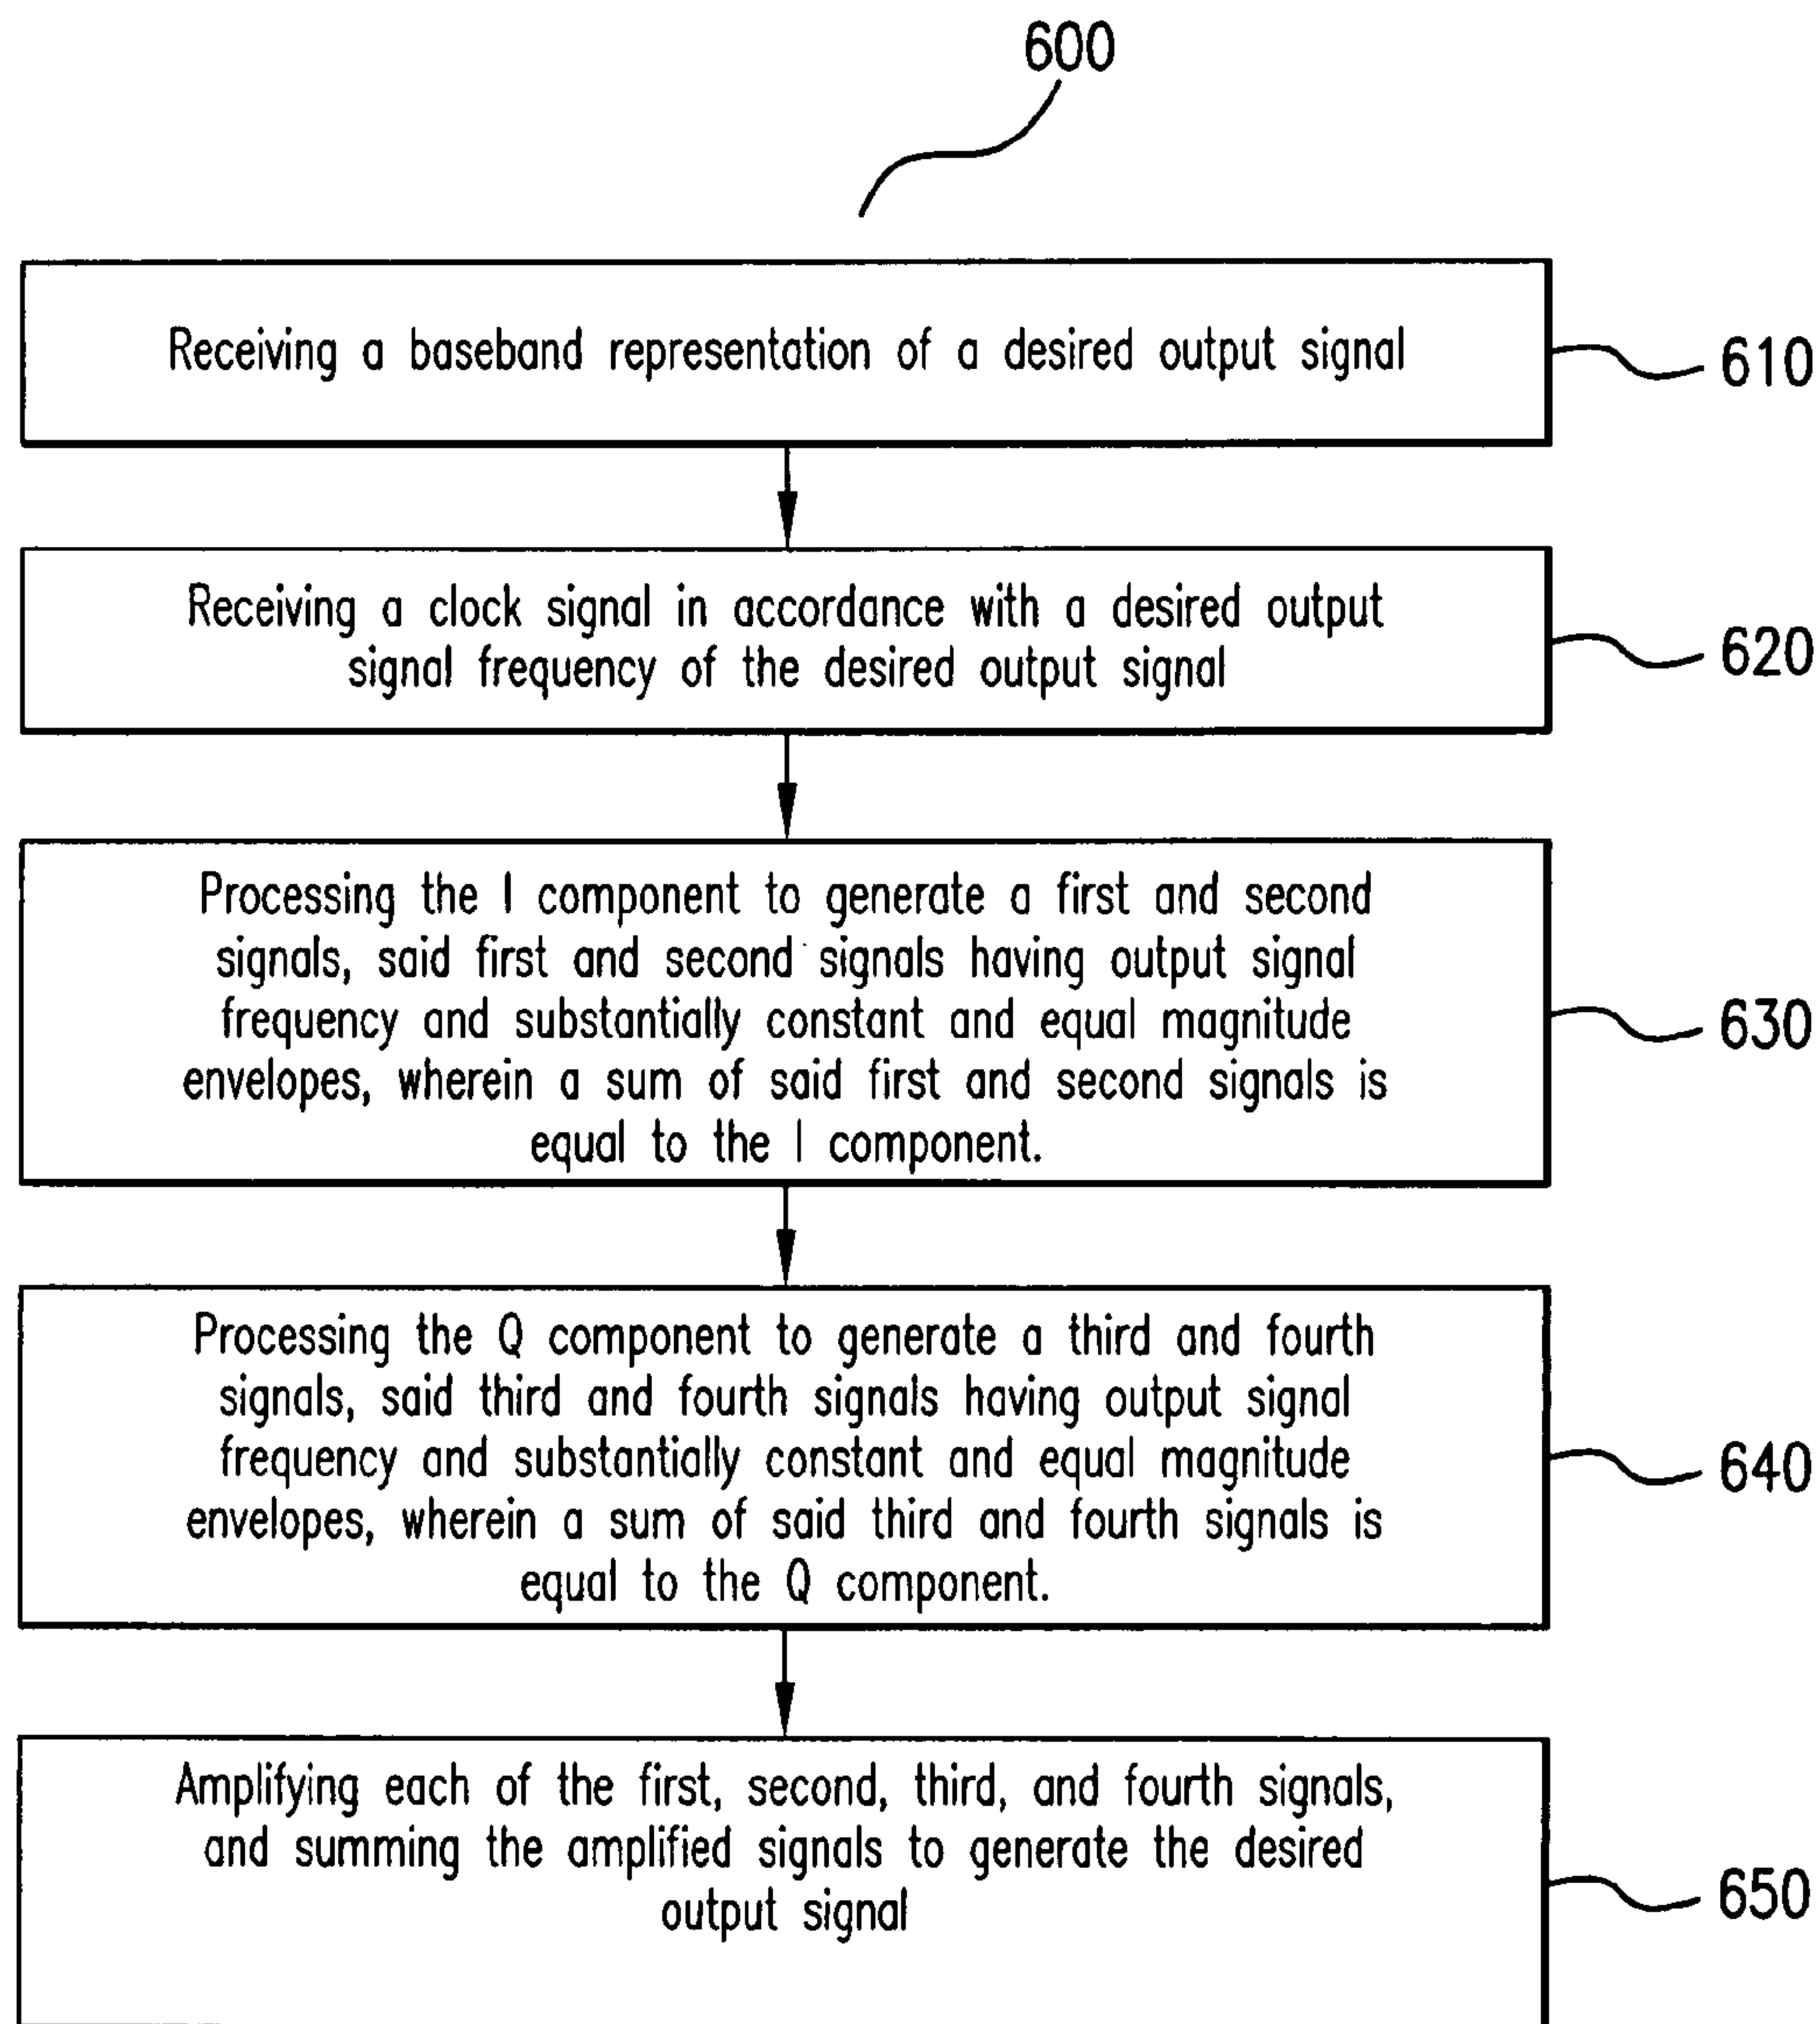 600
Receiving a baseband representation of a desired output signal
610
Receiving a clock signal in accordance with a desired output
signal frequency of the desired output signal
620
Processing the I component to generate a first and second
signals, said first and second signals having output signal
frequency and substantially constant and equal magnitude
envelopes, wherein a sum of said first and second signals is
equal to the I component.
630
Processing the Q component to generate a third and fourth
signals, said third and fourth signals having output signal
frequency and substantially constant and equal magnitude
envelopes, wherein a sum of said third and fourth signals is
equal to the Q component.
640
Amplifying each of the first, second, third, and fourth signals,
and summing the amplified signals to generate the desired
output signal
650